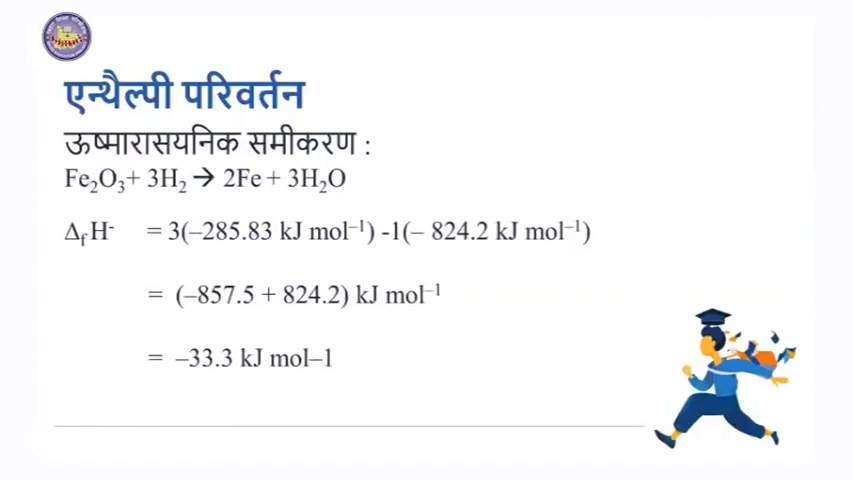 एन्थैल्पी परिवर्तन
ऊष्मारासयनिक समीकरण :
Fe₂O₃+ 3H₂ → 2Fe + 3H₂O
ΔfH⁻ = 3(–285.83 kJ mol⁻¹) -1(– 824.2 kJ mol⁻¹)
= (–857.5 + 824.2) kJ mol⁻¹
= –33.3 kJ mol–1